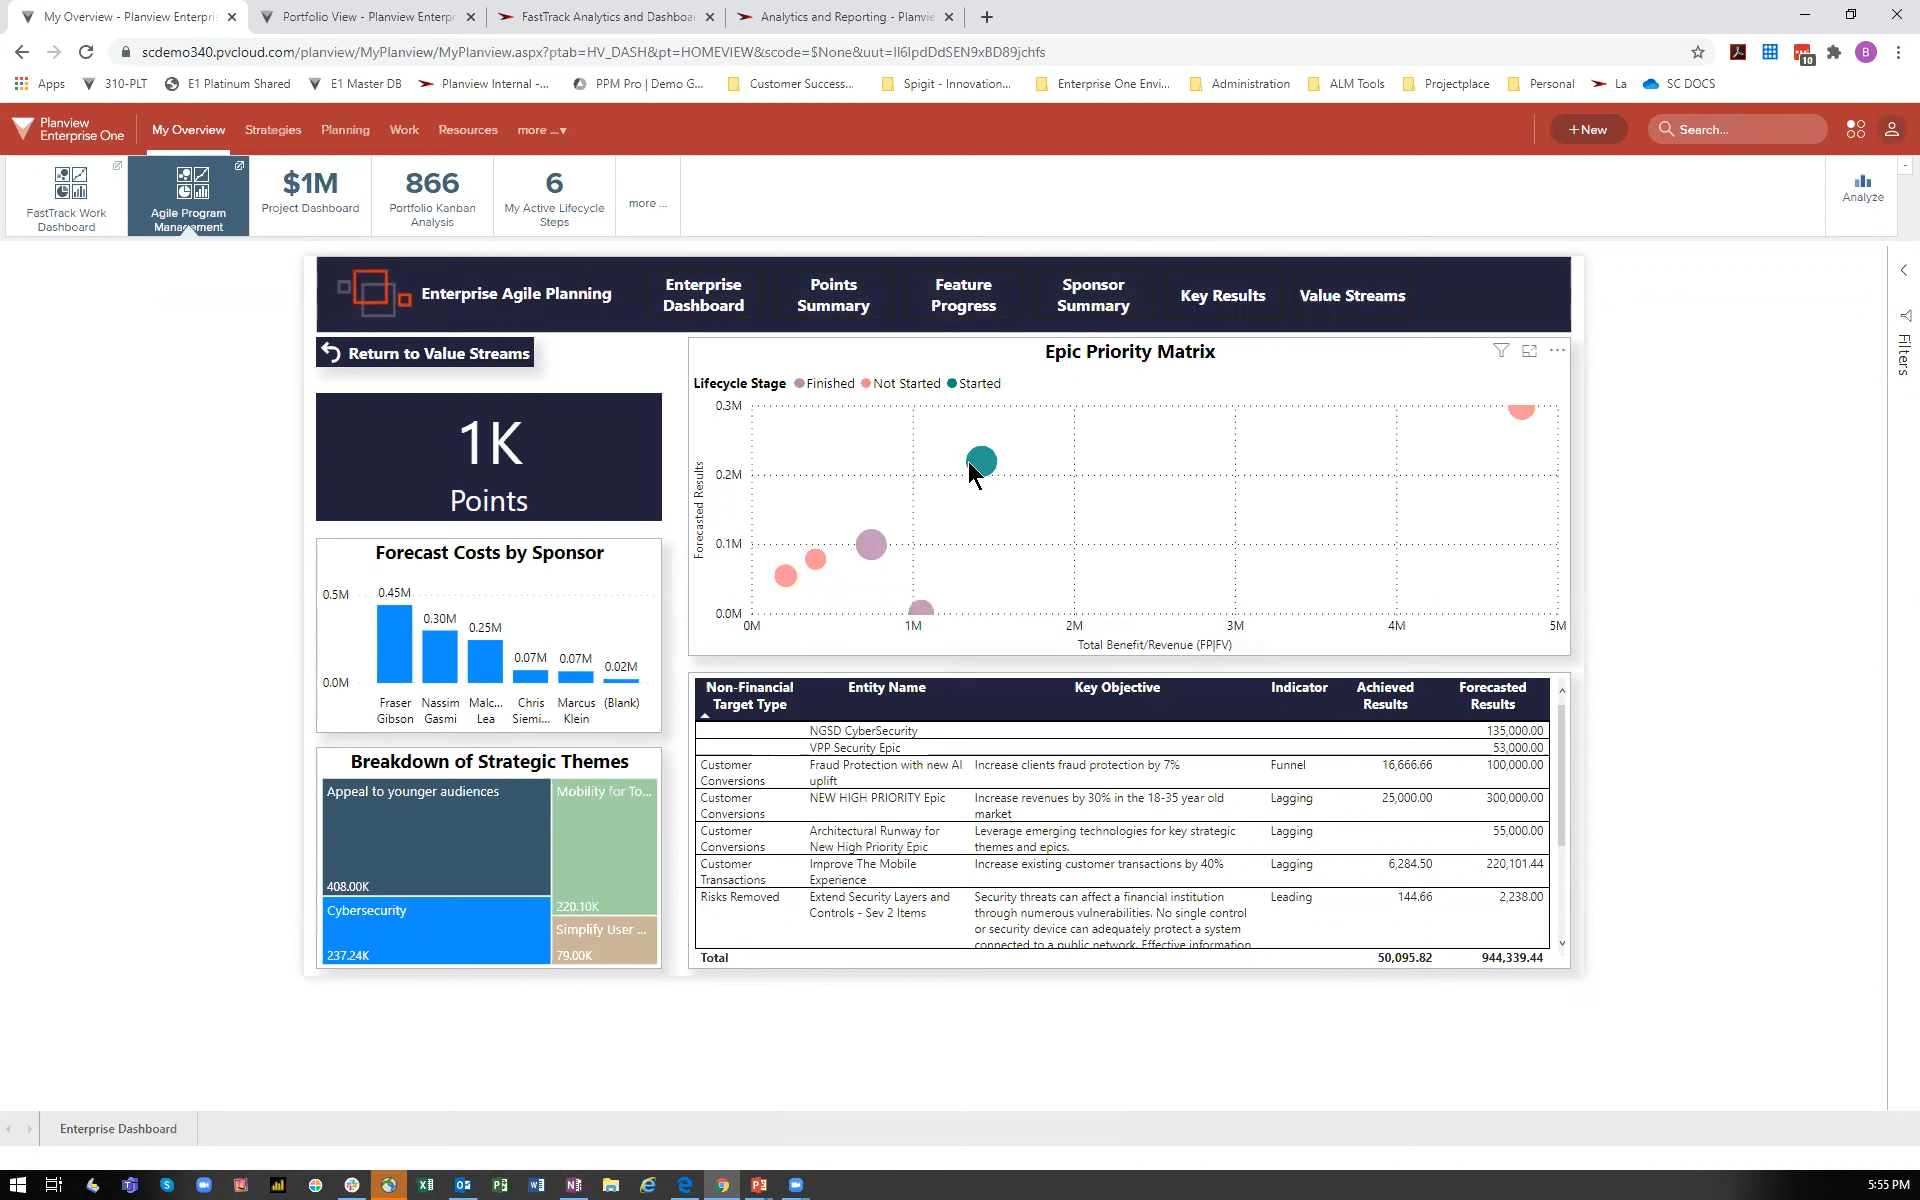 My Overview - Planview Enterpri
Portfolio View - Planview Enterpr
FastTrack Analytics and Dashboar
Analytics and Reporting - Planvie
scdemo340.pvcloud.com/planview/MyPlanview/MyPlanview.aspx?ptab=HV_DASH&pt=HOMEVIEW&scode=$None&uut=
10
B
Apps
310-PLT
E1 Platinum Shared
E1 Master DB
Planview Internal -...
PPM Pro | Demo G...
Customer Success...
Spigit - Innovation...
Enterprise One Envi...
Administration
ALM Tools
Projectplace
Personal
La
SC DOCS
Planview
Enterprise One
My Overview
Strategies
Planning
Work
Resources
more ...
+New
Search...
FastTrack Work
Dashboard
Agile Program
Management
$1M
Project Dashboard
866
Portfolio Kanban
Analysis
6
My Active Lifecycle
Steps
more ...
Analyze
Enterprise Agile Planning
Enterprise
Dashboard
Points
Summary
Feature
Progress
Sponsor
Summary
Key Results
Value Streams
Filters
Return to Value Streams
1K
Points
Forecast Costs by Sponsor
0.5M
0.0M
0.45M
0.30M
0.25M
0.07M
0.07M
0.02M
Fraser
Gibson
Nassim
Gasmi
Malc...
Lea
Chris
Siemi...
Marcus
Klein
(Blank)
Breakdown of Strategic Themes
Appeal to younger audiences
408.00K
Mobility for To...
220.10K
Cybersecurity
237.24K
Simplify User ...
79.00K
Epic Priority Matrix
Lifecycle Stage Finished Not Started Started
Forecasted Results
0.3M
0.2M
0.1M
0.0M
0M 1M 2M 3M 4M 5M
Total Benefit/Revenue (FP|FV)
Non-Financial
Target Type
Entity Name
Key Objective
Indicator
Achieved
Results
Forecasted
Results
NGSD CyberSecurity 135,000.00
VPP Security Epic 53,000.00
Customer
Conversions
Fraud Protection with new AI
uplift
Increase clients fraud protection by 7%
Funnel 16,666.66 100,000.00
Customer
Conversions
NEW HIGH PRIORITY Epic
Increase revenues by 30% in the 18-35 year old
market
Lagging 25,000.00 300,000.00
Customer
Conversions
Architectural Runway for
New High Priority Epic
Leverage emerging technologies for key strategic
themes and epics.
Lagging 55,000.00
Customer
Transactions
Improve The Mobile
Experience
Increase existing customer transactions by 40%
Lagging 6,284.50 220,101.44
Risks Removed
Extend Security Layers and
Controls - Sev 2 Items
Security threats can affect a financial institution
through numerous vulnerabilities. No single control
or security device can adequately protect a system
connected to a public network. Effective information
Leading 144.66 2,238.00
Total 50,095.82 944,339.44
Enterprise Dashboard
5:55 PM